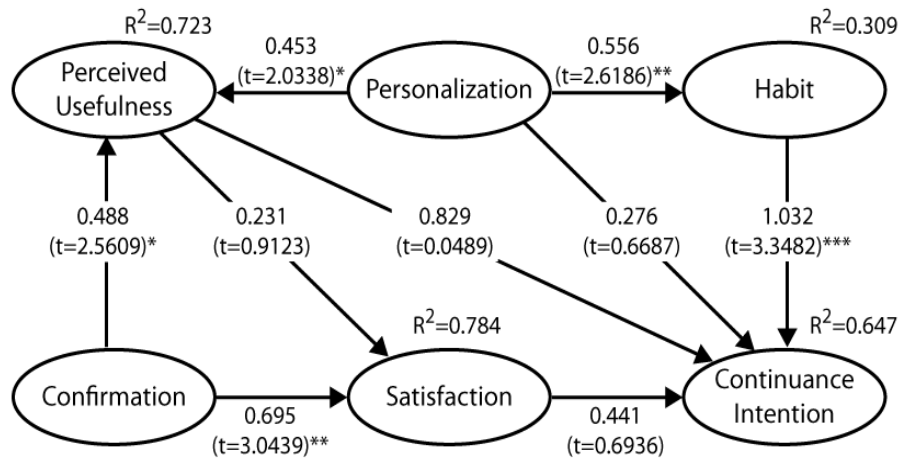 R²=0.723
R²=0.309
Perceived
Usefulness
0.453
(t=2.0338)*
Personalization
0.556
(t=2.6186)**
Habit
0.488
(t=2.5609)*
0.231
(t=0.9123)
0.829
(t=0.0489)
0.276
(t=0.6687)
1.032
(t=3.3482)***
R²=0.784
R²=0.647
Confirmation
0.695
(t=3.0439)**
Satisfaction
0.441
(t=0.6936)
Continuance
Intention